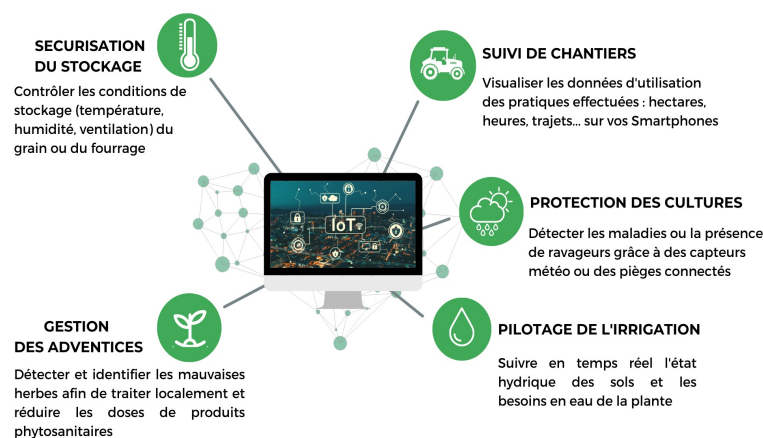 SECURISATION
DU STOCKAGE
Contrôler les conditions de
stockage (température,
humidité, ventilation) du
grain ou du fourrage
SUIVI DE CHANTIERS
Visualiser les données d'utilisation
des pratiques effectuées : hectares,
heures, trajets... sur vos Smartphones
IoT
PROTECTION DES CULTURES
Détecter les maladies ou la présence
de ravageurs grâce à des capteurs
météo ou des pièges connectés
GESTION
DES ADVENTICES
Détecter et identifier les mauvaises
herbes afin de traiter localement et
réduire les doses de produits
phytosanitaires
PILOTAGE DE L'IRRIGATION
Suivre en temps réel l'état
hydrique des sols et les
besoins en eau de la plante